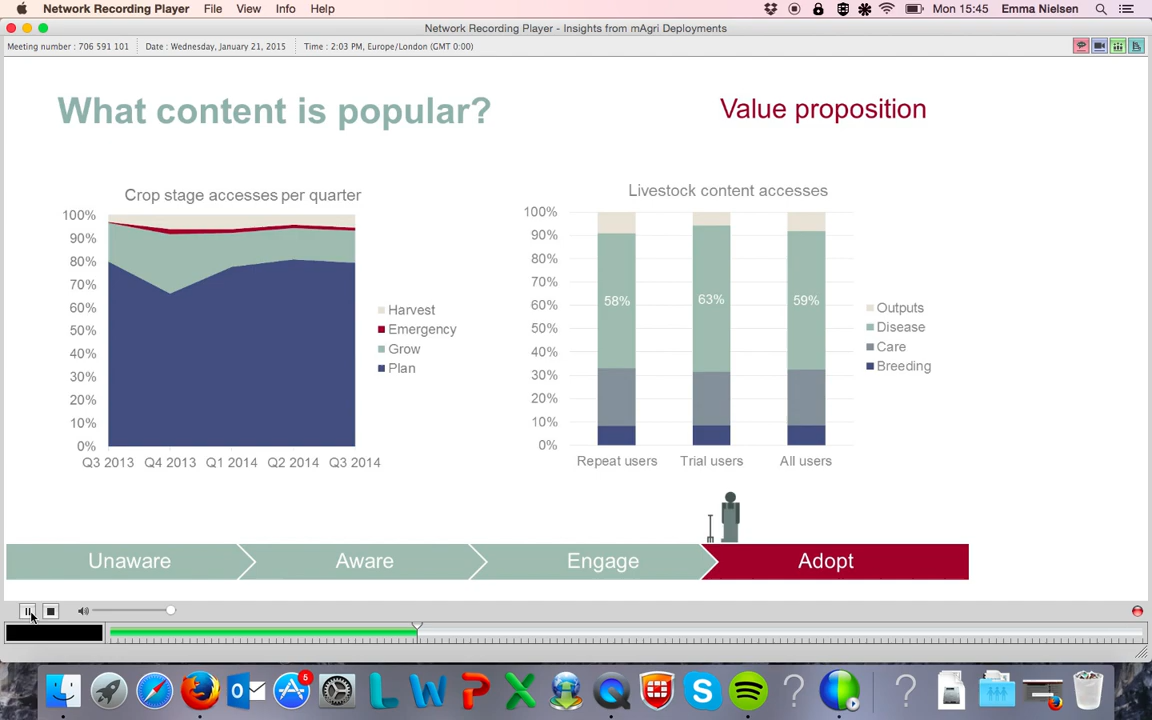 Network Recording Player File View Info Help Mon 15:45 Emma Nielsen
Network Recording Player - Insights from mAgri Deployments
Meeting number : 706 591 101 Date : Wednesday, January 21, 2015 Time : 2:03 PM, Europe/London (GMT 0:00)
What content is popular?
Value proposition
Crop stage accesses per quarter
100%
90%
80%
70%
60%
50%
40%
30%
20%
10%
0%
Q3 2013 Q4 2013 Q1 2014 Q2 2014 Q3 2014
Harvest
Emergency
Grow
Plan
Livestock content accesses
100%
90%
80%
70%
60%
50%
40%
30%
20%
10%
0%
58% 63% 59%
Repeat users Trial users All users
Outputs
Disease
Care
Breeding
Unaware Aware Engage Adopt
5